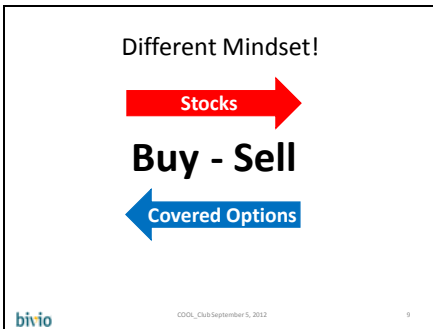 Different Mindset!
Stocks
Buy - Sell
Covered Options
bivio
COOL_Club September 5, 2012
9